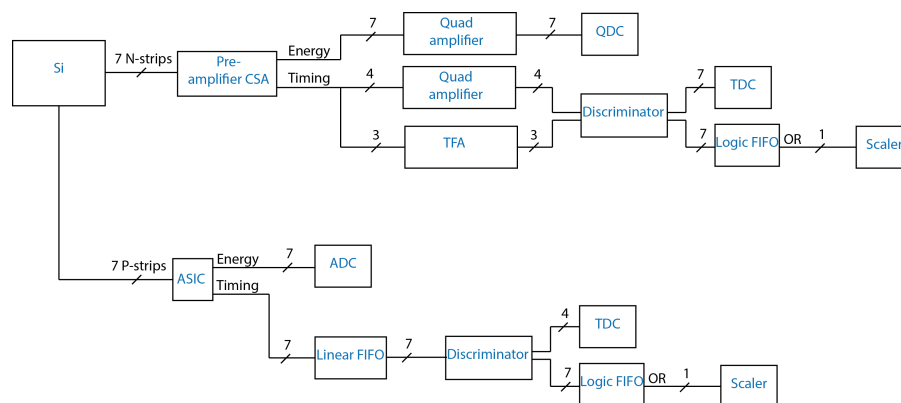 Si
7 N-strips
Pre-
amplifier CSA
Energy
Timing
7
Quad
amplifier
7
QDC
4
Quad
amplifier
4
3
TFA
3
Discriminator
7
TDC
7
Logic FIFO
OR
1
Scaler
7 P-strips
ASIC
Energy
7
ADC
Timing
7
Linear FIFO
7
Discriminator
4
TDC
7
Logic FIFO
OR
1
Scaler